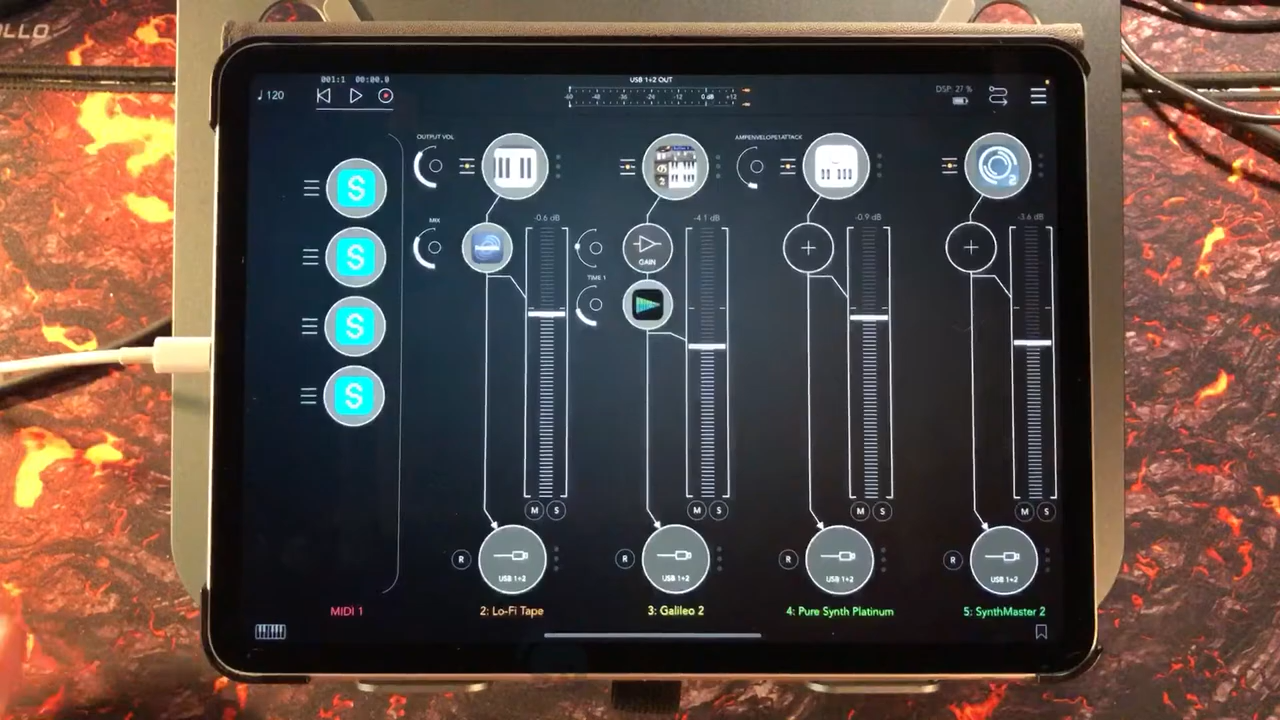 LLO
♩ 120
001:1 00:00.0
USB 1+2 OUT
-60 -48 -36 -24 -12 0 dB +12
DSP: 27 %
OUTPUT VOL
AMPENVELOPE1ATTACK
2
MIX
-0.6 dB
-4.1 dB
-0.9 dB
-3.6 dB
GAIN
TIME 1
S
S
S
S
M S
M S
M S
M S
R
USB 1+2
R
USB 1+2
R
USB 1+2
R
USB 1+2
MIDI 1
2: Lo-Fi Tape
3: Galileo 2
4: Pure Synth Platinum
5: SynthMaster 2